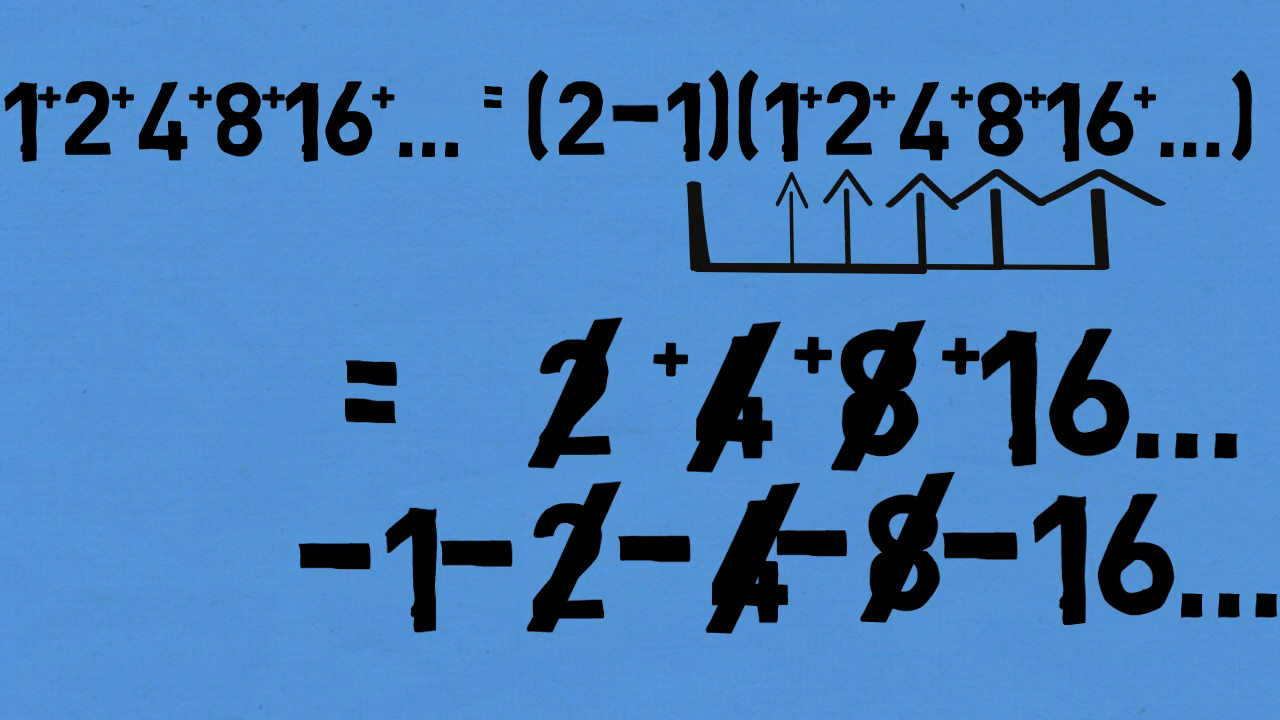 1+2+4+8+16+... = (2-1)(1+2+4+8+16+...)
= 2 + 4 + 8 + 16...
-1-2-4-8-16...